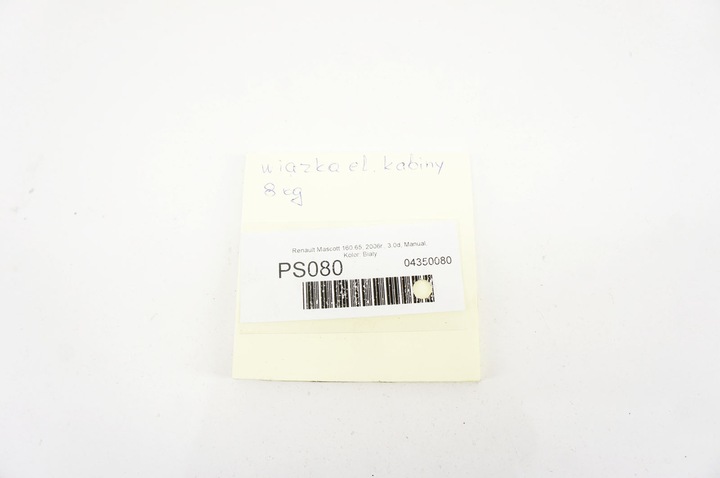 wiązka el. kabiny
8 kg
Renault Mascott 160.65. 2006r. 3.0d. Manual.
Kolor: Biały
PS080
04350080